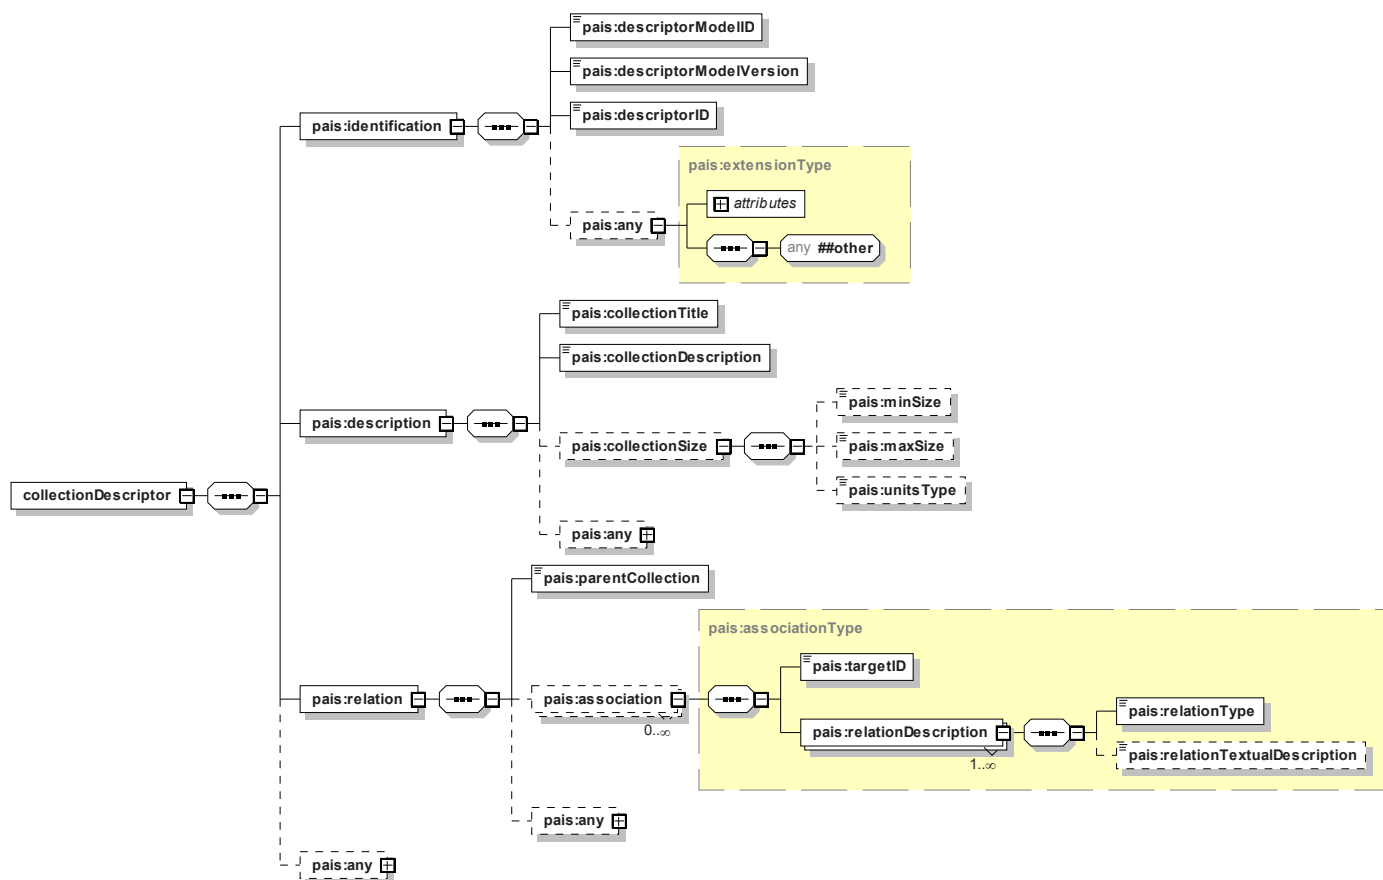 pais:descriptorModelID
pais:descriptorModelVersion
pais:identification
pais:descriptorID
pais:extensionType
attributes
pais:any
any ##other
pais:collectionTitle
pais:collectionDescription
pais:minSize
pais:description
pais:collectionSize
pais:maxSize
pais:unitsType
collectionDescriptor
pais:any
pais:parentCollection
pais:associationType
pais:targetID
pais:relation
pais:association
0..∞
pais:relationDescription
1..∞
pais:relationType
pais:relationTextualDescription
pais:any
pais:any